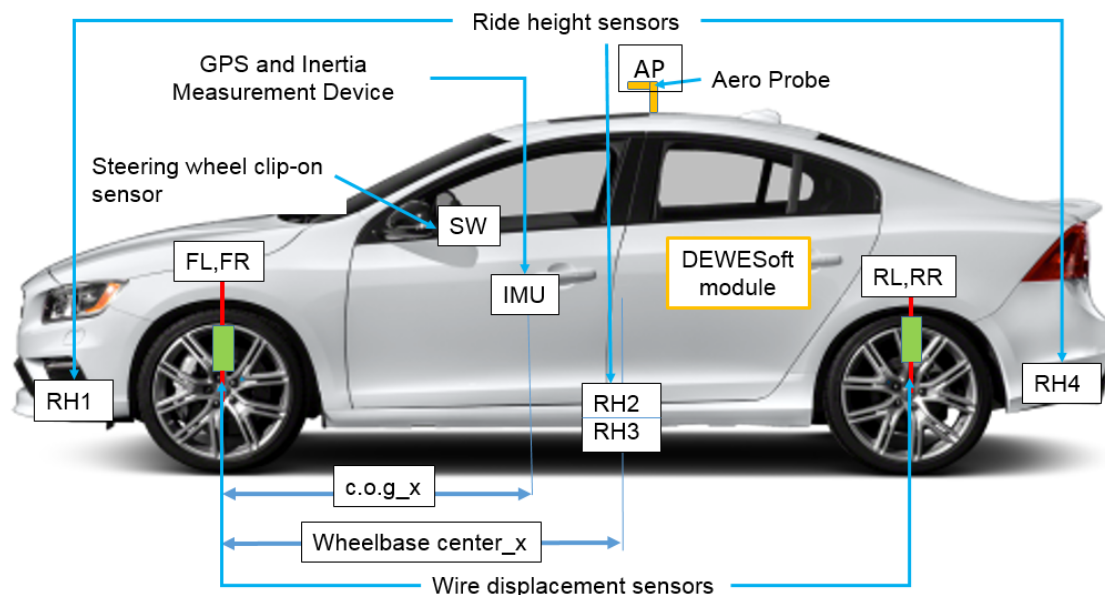 Ride height sensors
GPS and Inertia
Measurement Device
AP
Aero Probe
Steering wheel clip-on
sensor
SW
FL,FR
IMU
DEWESoft
module
RL,RR
RH1
RH2
RH3
RH4
c.o.g_x
Wheelbase center_x
Wire displacement sensors